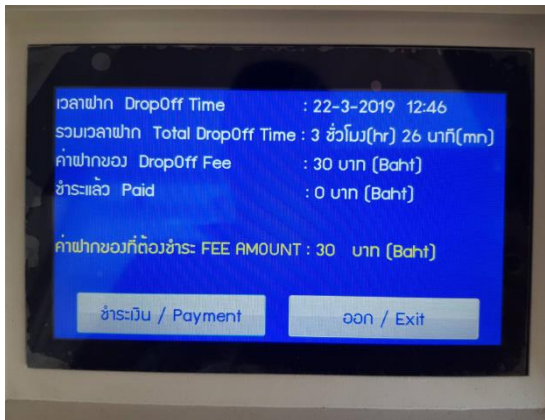 เวลาฝาก DropOff Time : 22-3-2019 12:46
รวมเวลาฝาก Total DropOff Time : 3 ชั่วโมง(hr) 26 นาที(mn)
ค่าฝากของ DropOff Fee : 30 บาท (Baht)
ชำระแล้ว Paid : 0 บาท (Baht)
ค่าฝากของที่ต้องชำระ FEE AMOUNT : 30 บาท (Baht)
ชำระเงิน / Payment
ออก / Exit